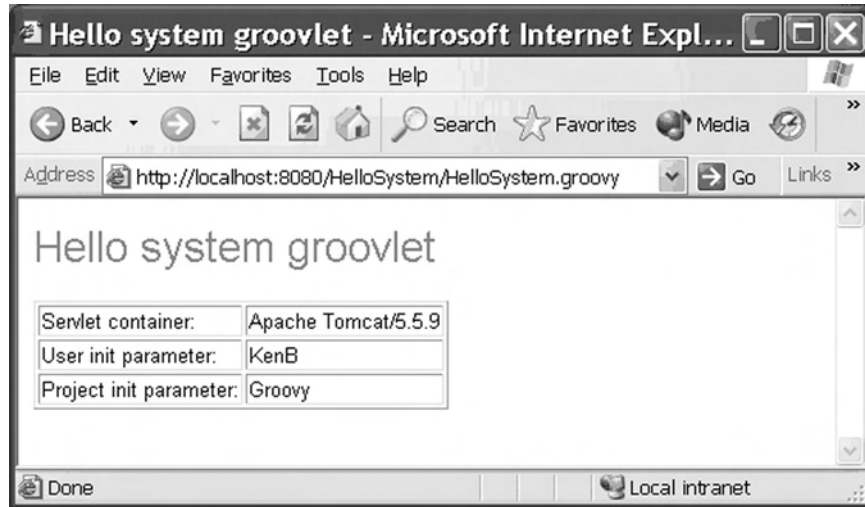 Hello system groovlet - Microsoft Internet Expl...
File Edit View Favorites Tools Help
Back Search Favorites Media »
Address http://localhost:8080/HelloSystem/HelloSystem.groovy Go Links »
Hello system groovlet
Servlet container: Apache Tomcat/5.5.9
User init parameter: KenB
Project init parameter: Groovy
Done Local intranet